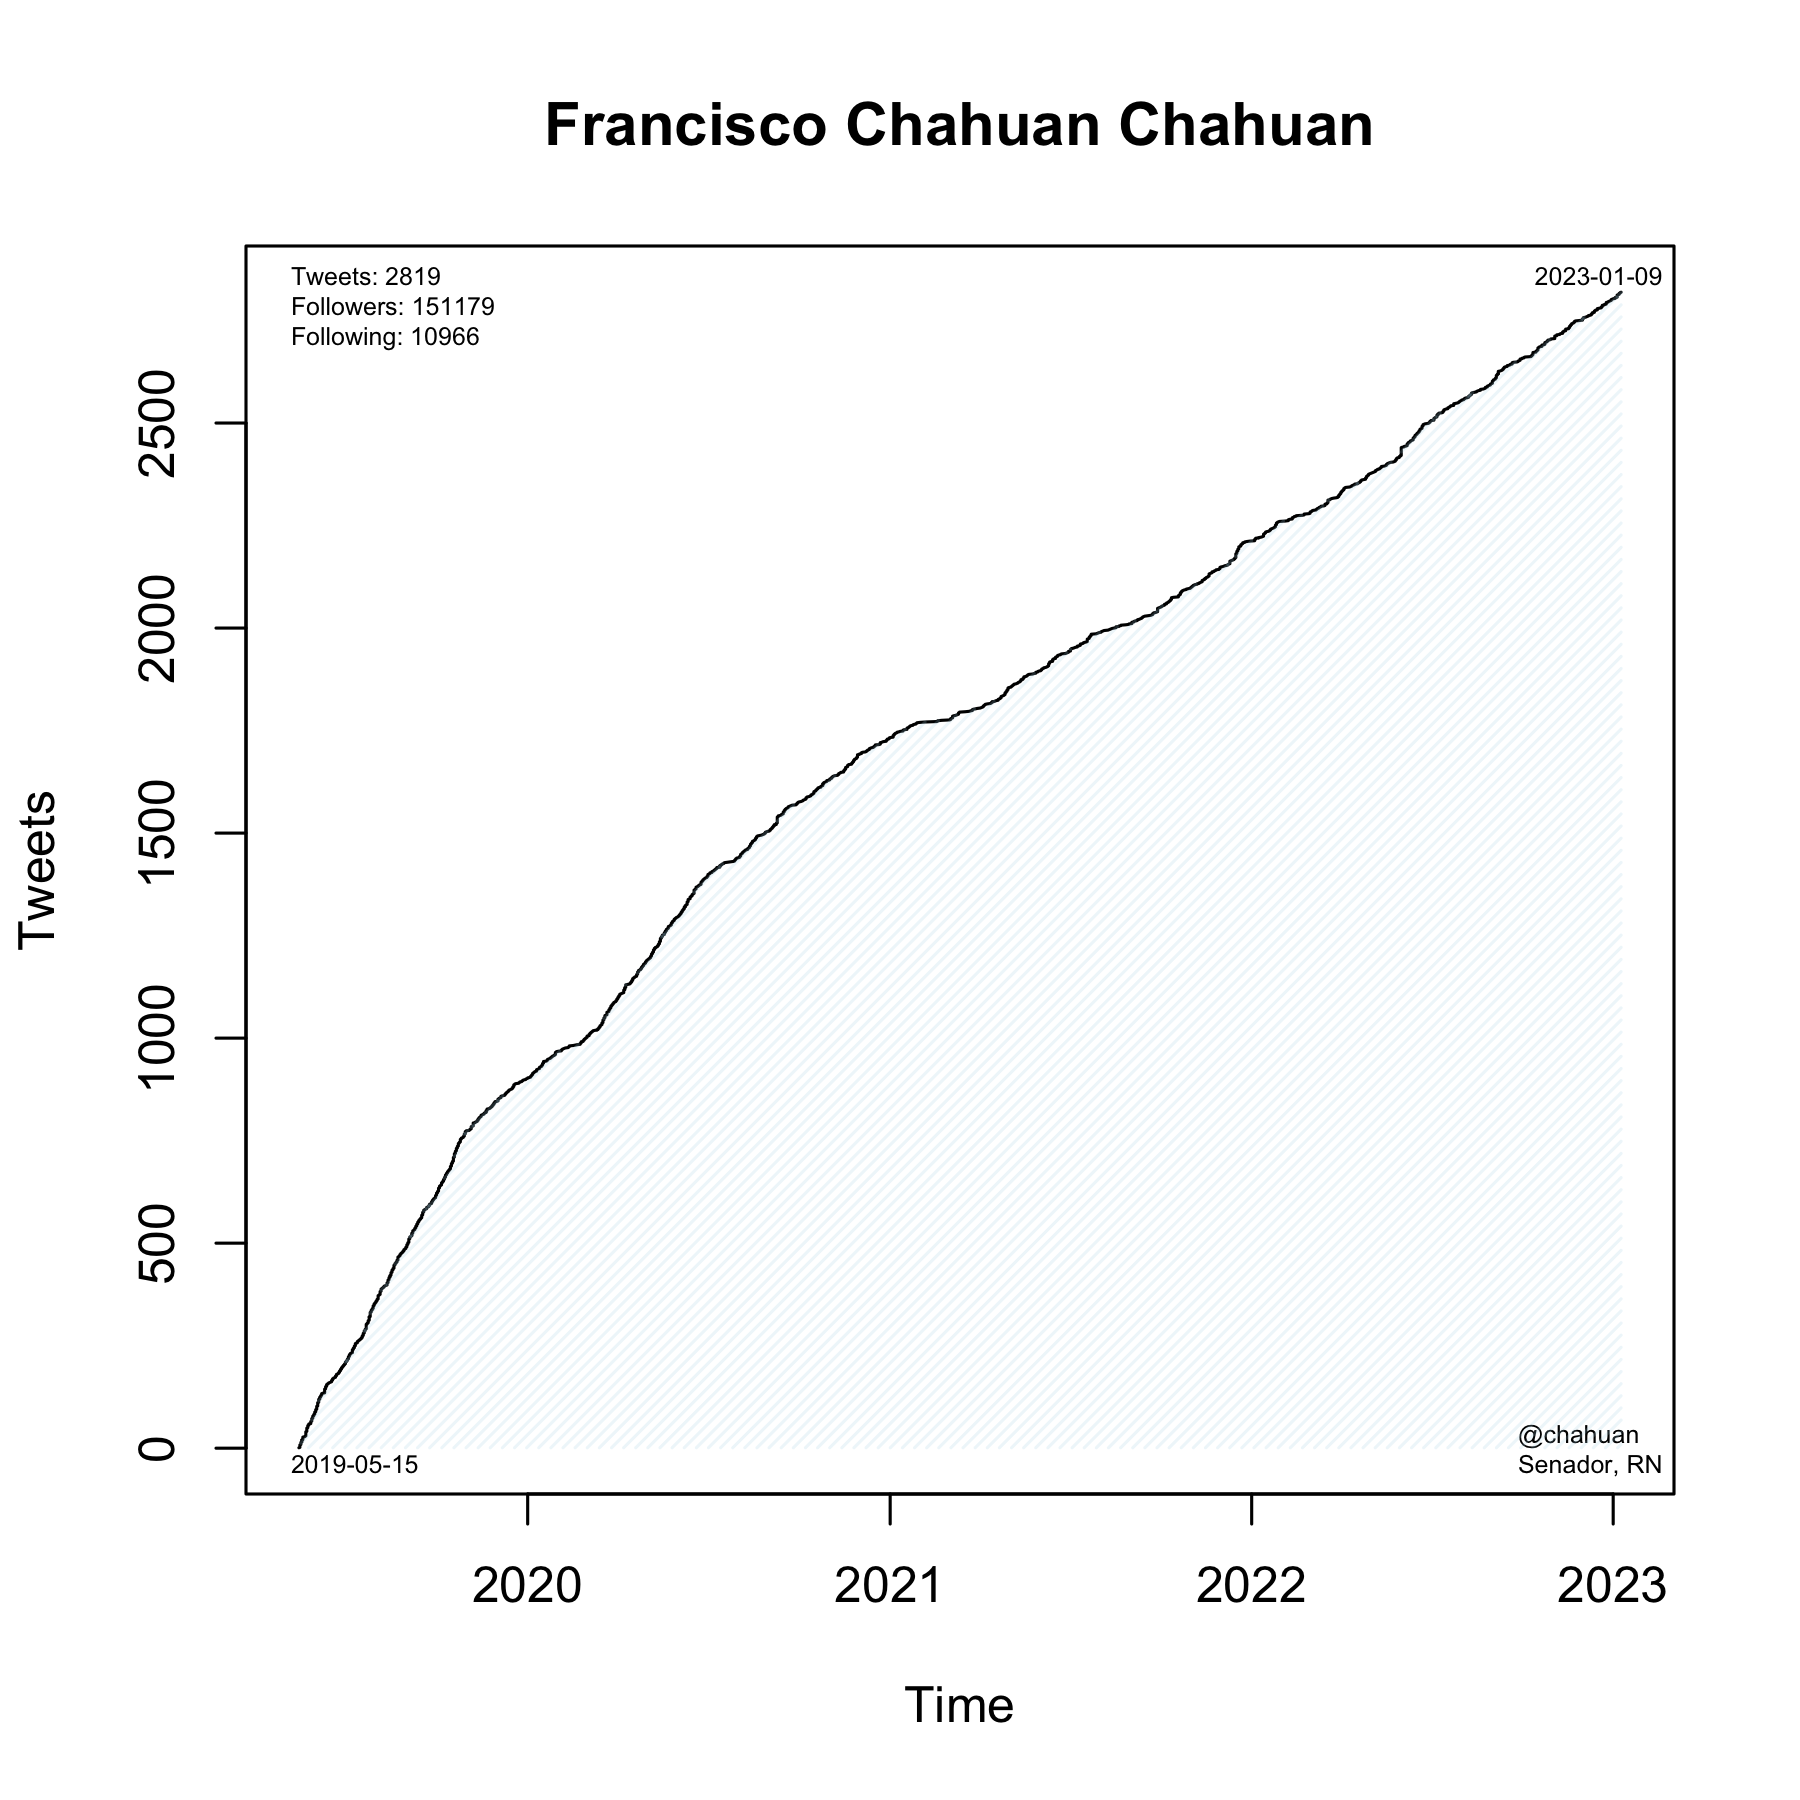 Francisco Chahuan Chahuan
Tweets: 2819
Followers: 151179
Following: 10966
2023-01-09
2500
2000
1500
1000
500
0
Tweets
2019-05-15
@chahuan
Senador, RN
2020
2021
2022
2023
Time